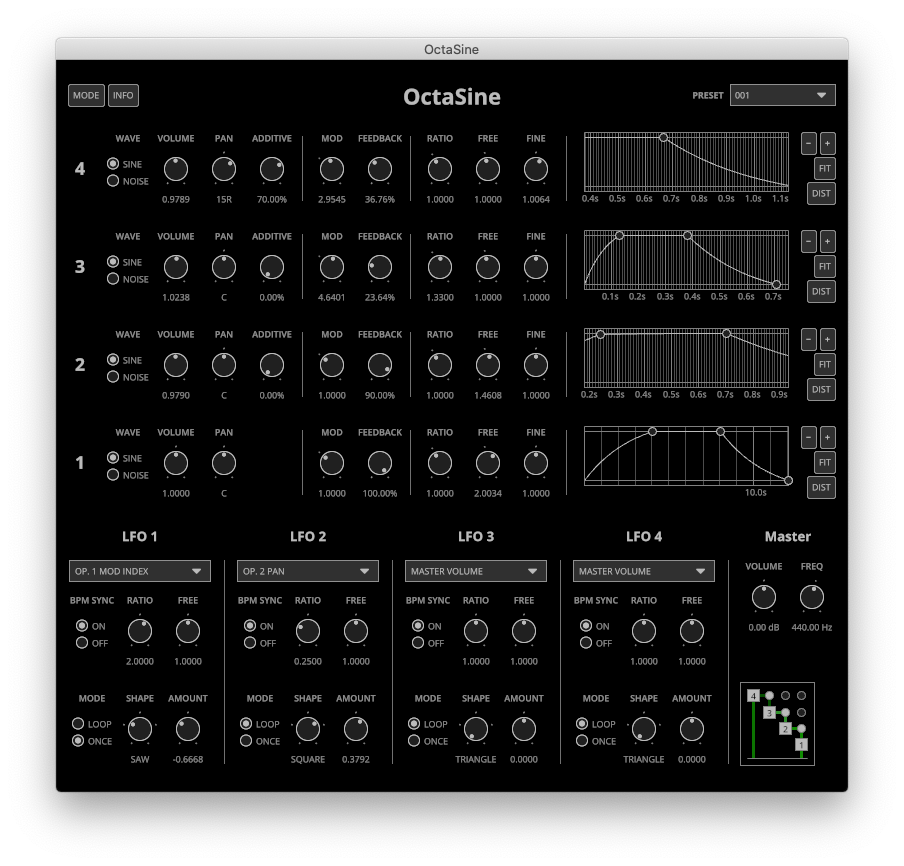 OctaSine
MODE INFO OctaSine PRESET 001
WAVE VOLUME PAN ADDITIVE MOD FEEDBACK RATIO FREE FINE
4 SINE NOISE - + FIT DIST
0.9789 15R 70.00% 2.9545 36.76% 1.0000 1.0000 1.0064 0.4s 0.5s 0.6s 0.7s 0.8s 0.9s 1.0s 1.1s
WAVE VOLUME PAN ADDITIVE MOD FEEDBACK RATIO FREE FINE
3 SINE NOISE - + FIT DIST
1.0238 C 0.00% 4.6401 23.64% 1.3300 1.0000 1.0000 0.1s 0.2s 0.3s 0.4s 0.5s 0.6s 0.7s
WAVE VOLUME PAN ADDITIVE MOD FEEDBACK RATIO FREE FINE
2 SINE NOISE - + FIT DIST
0.9790 C 0.00% 1.0000 90.00% 1.0000 1.4608 1.0000 0.2s 0.3s 0.4s 0.5s 0.6s 0.7s 0.8s 0.9s
WAVE VOLUME PAN MOD FEEDBACK RATIO FREE FINE
1 SINE NOISE - + FIT DIST
1.0000 C 1.0000 100.00% 1.0000 2.0034 1.0000 10.0s
LFO 1 LFO 2 LFO 3 LFO 4 Master
OP. 1 MOD INDEX OP. 2 PAN MASTER VOLUME MASTER VOLUME VOLUME FREQ
BPM SYNC RATIO FREE BPM SYNC RATIO FREE BPM SYNC RATIO FREE BPM SYNC RATIO FREE
ON ON ON ON 0.00 dB 440.00 Hz
OFF OFF OFF OFF
2.0000 1.0000 0.2500 1.0000 1.0000 1.0000 1.0000 1.0000
MODE SHAPE AMOUNT MODE SHAPE AMOUNT MODE SHAPE AMOUNT MODE SHAPE AMOUNT 4
LOOP LOOP LOOP LOOP 3
ONCE ONCE ONCE ONCE 2
SAW -0.6668 SQUARE 0.3792 TRIANGLE 0.0000 TRIANGLE 0.0000 1